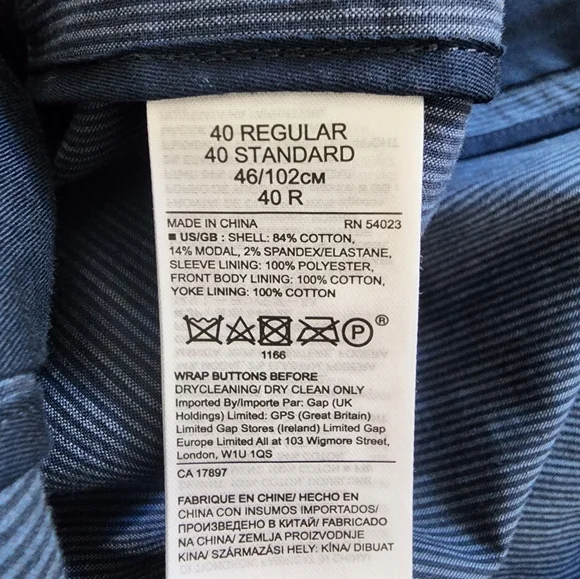 40 REGULAR
40 STANDARD
46/102CM
40 R
MADE IN CHINA RN 54023
■ US/GB : SHELL: 84% COTTON,
14% MODAL, 2% SPANDEX/ELASTANE,
SLEEVE LINING: 100% POLYESTER,
FRONT BODY LINING: 100% COTTON,
YOKE LINING: 100% COTTON
P ®
1166
WRAP BUTTONS BEFORE
DRYCLEANING/ DRY CLEAN ONLY
Imported By/Importe Par: Gap (UK
Holdings) Limited: GPS (Great Britain)
Limited Gap Stores (Ireland) Limited Gap
Europe Limited All at 103 Wigmore Street,
London, W1U 1QS
CA 17897
FABRIQUE EN CHINE/ HECHO EN
CHINA CON INSUMOS IMPORTADOS/
ПРОИЗВЕДЕНО В КИТАЙ/ FABRICADO
NA CHINA/ ZEMLJA PROIZVODNJE
KINA/ SZÁRMAZÁSI HELY: KÍNA/ DIBUAT